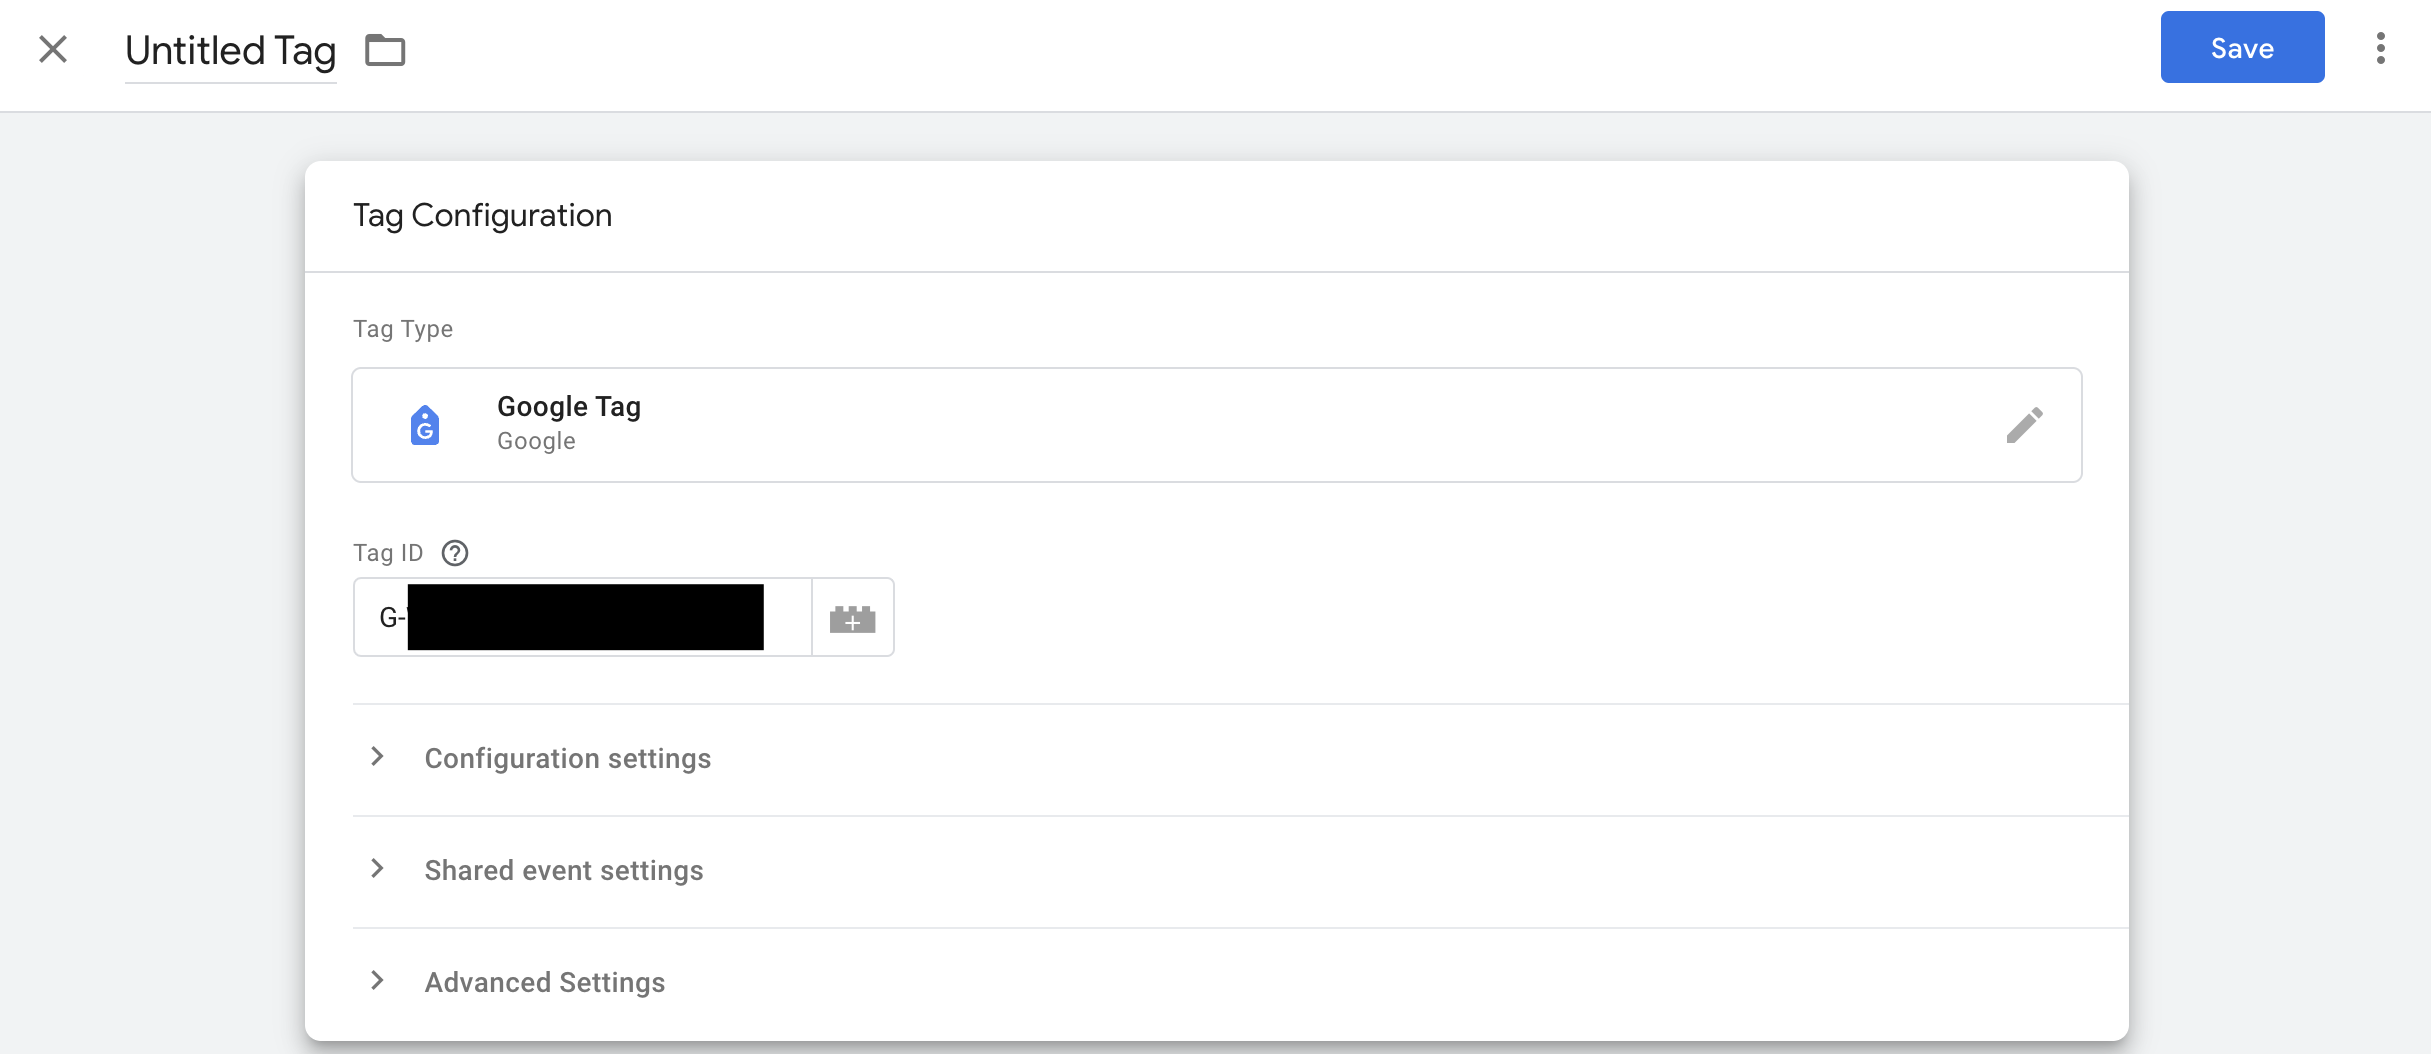 Untitled Tag
Save
Tag Configuration
Tag Type
G
Google Tag
Google
Tag ID
G-
Configuration settings
Shared event settings
Advanced Settings